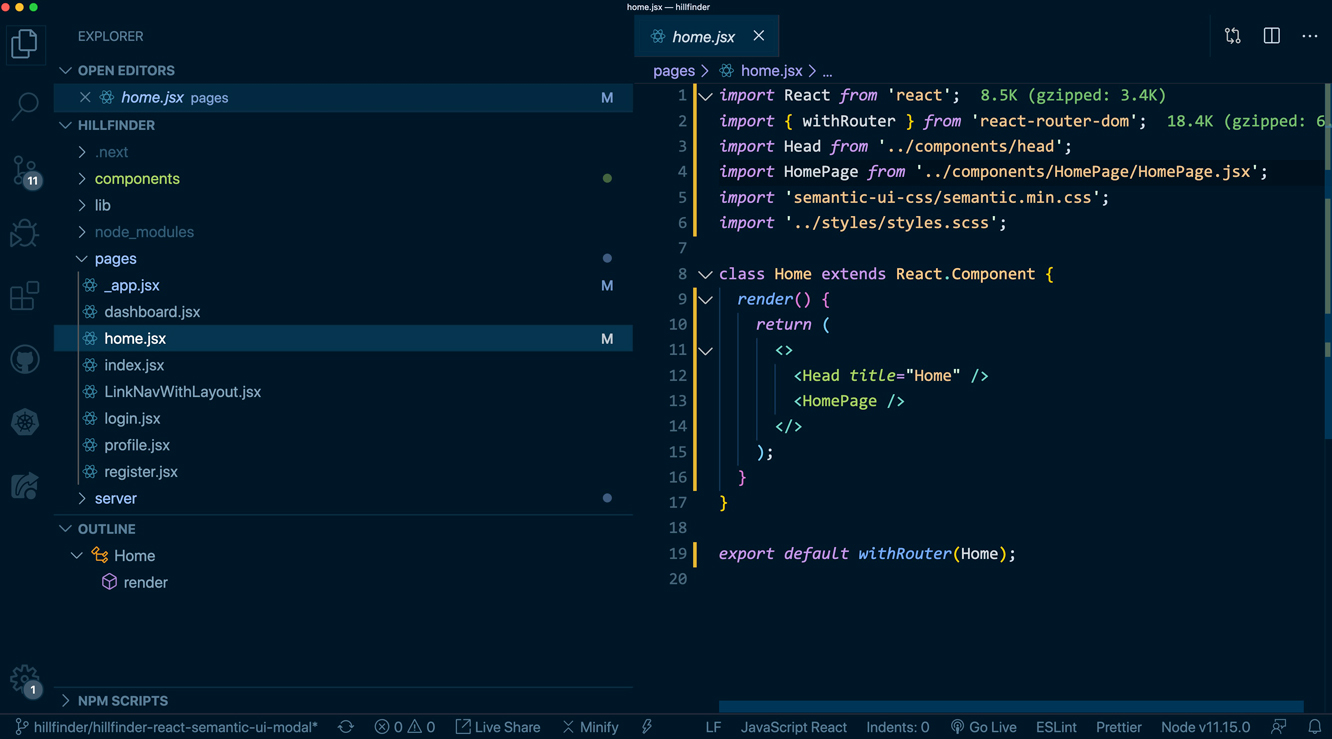 home.jsx — hillfinder
EXPLORER
OPEN EDITORS
home.jsx pages M
HILLFINDER
.next
components
lib
node_modules
pages
_app.jsx M
dashboard.jsx
home.jsx M
index.jsx
LinkNavWithLayout.jsx
login.jsx
profile.jsx
register.jsx
server
OUTLINE
Home
render
NPM SCRIPTS
11
1
home.jsx
pages > home.jsx > ...
1 import React from 'react'; 8.5K (gzipped: 3.4K)
2 import { withRouter } from 'react-router-dom'; 18.4K (gzipped: 6
3 import Head from '../components/head';
4 import HomePage from '../components/HomePage/HomePage.jsx';
5 import 'semantic-ui-css/semantic.min.css';
6 import '../styles/styles.scss';
7
8 class Home extends React.Component {
9 render() {
10 return (
11 <>
12 <Head title="Home" />
13 <HomePage />
14 </>
15 );
16 }
17 }
18
19 export default withRouter(Home);
20
hillfinder/hillfinder-react-semantic-ui-modal* 0 0 Live Share Minify LF JavaScript React Indents: 0 Go Live ESLint Prettier Node v11.15.0